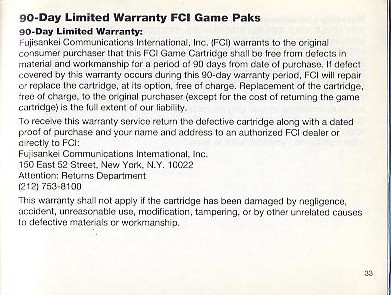 90-Day Limited Warranty FCI Game Paks
90-Day Limited Warranty:
Fujisankei Communications International, Inc. (FCI) warrants to the original
consumer purchaser that this FCI Game Cartridge shall be free from defects in
material and workmanship for a period of 90 days from date of purchase. If defect
covered by this warranty occurs during this 90-day warranty period, FCI will repair
or replace the cartridge, at its option, free of charge. Replacement of the cartridge,
free of charge, to the original purchaser (except for the cost of returning the game
cartridge) is the full extent of our liability.
To receive this warranty service return the defective cartridge along with a dated
proof of purchase and your name and address to an authorized FCI dealer or
directly to FCI:
Fujisankei Communications International, Inc.
150 East 52 Street, New York, N.Y. 10022
Attention: Returns Department
(212) 753-8100
This warranty shall not apply if the cartridge has been damaged by negligence,
accident, unreasonable use, modification, tampering, or by other unrelated causes
to defective materials or workmanship.
33